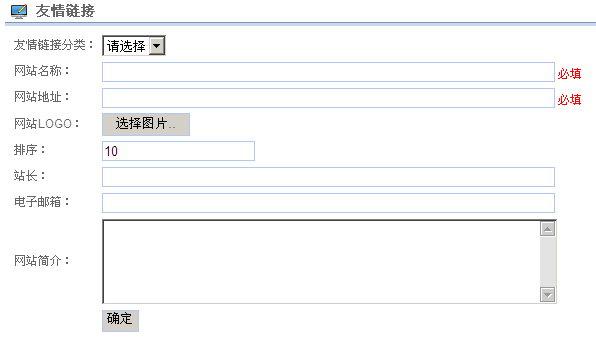 友情链接
友情链接分类： 请选择
网站名称： 必填
网站地址： 必填
网站LOGO： 选择图片..
排序： 10
站长：
电子邮箱：
网站简介：
确定